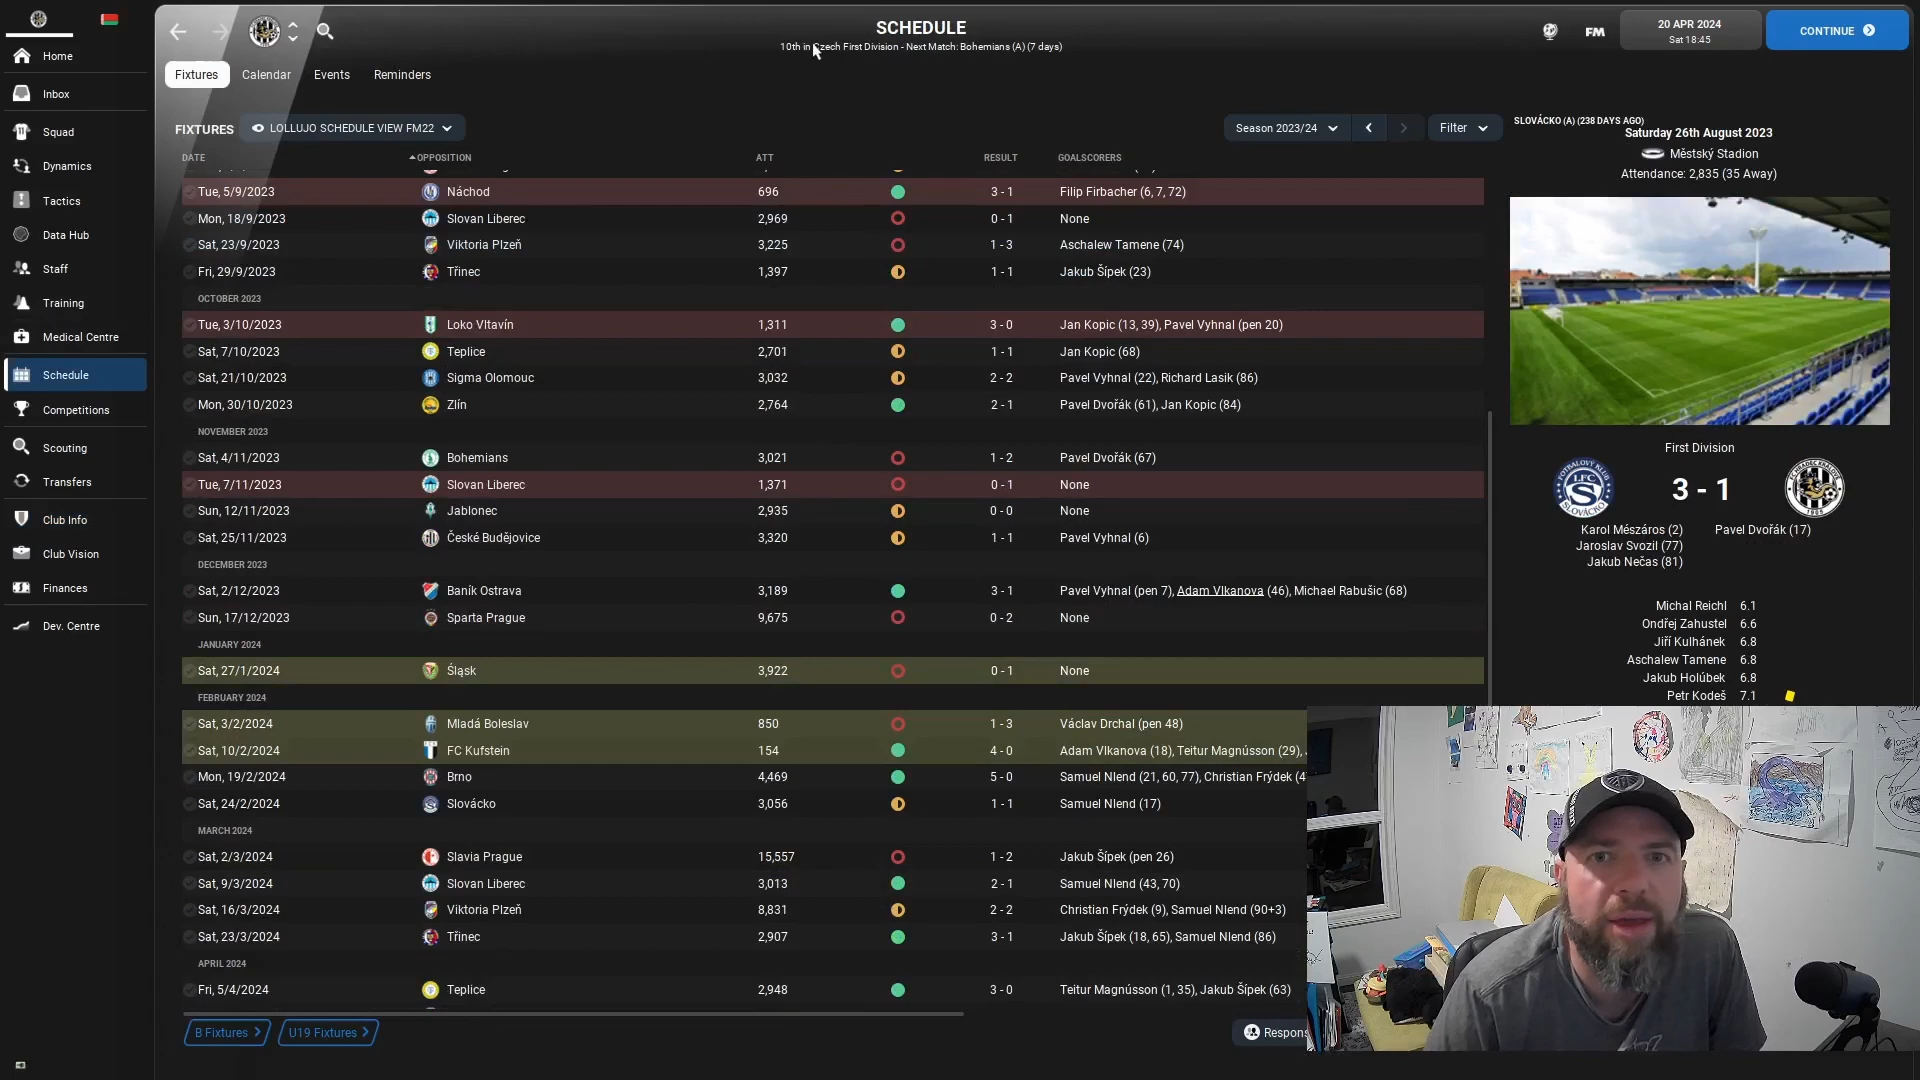 SCHEDULE
10th in Czech First Division - Next Match: Bohemians (A) (7 days)
FM
20 APR 2024
Sat 18:45
CONTINUE
Home
Inbox
Squad
Dynamics
Tactics
Data Hub
Staff
Training
Medical Centre
Schedule
Competitions
Scouting
Transfers
Club Info
Club Vision
Finances
Dev. Centre
Fixtures Calendar Events Reminders
FIXTURES LOLLUJO SCHEDULE VIEW FM22
Season 2023/24 Filter
DATE OPPOSITION ATT RESULT GOALSCORERS
Tue, 5/9/2023 Náchod 696 3 - 1 Filip Firbacher (6, 7, 72)
Mon, 18/9/2023 Slovan Liberec 2,969 0 - 1 None
Sat, 23/9/2023 Viktoria Plzeň 3,225 1 - 3 Aschalew Tamene (74)
Fri, 29/9/2023 Třinec 1,397 1 - 1 Jakub Šípek (23)
OCTOBER 2023
Tue, 3/10/2023 Loko Vltavín 1,311 3 - 0 Jan Kopic (13, 39), Pavel Vyhnal (pen 20)
Sat, 7/10/2023 Teplice 2,701 1 - 1 Jan Kopic (68)
Sat, 21/10/2023 Sigma Olomouc 3,032 2 - 2 Pavel Vyhnal (22), Richard Lasik (86)
Mon, 30/10/2023 Zlín 2,764 2 - 1 Pavel Dvořák (61), Jan Kopic (84)
NOVEMBER 2023
Sat, 4/11/2023 Bohemians 3,021 1 - 2 Pavel Dvořák (67)
Tue, 7/11/2023 Slovan Liberec 1,371 0 - 1 None
Sun, 12/11/2023 Jablonec 2,935 0 - 0 None
Sat, 25/11/2023 České Budějovice 3,320 1 - 1 Pavel Vyhnal (6)
DECEMBER 2023
Sat, 2/12/2023 Baník Ostrava 3,189 3 - 1 Pavel Vyhnal (pen 7), Adam Vlkanova (46), Michael Rabušic (68)
Sun, 17/12/2023 Sparta Prague 9,675 0 - 2 None
JANUARY 2024
Sat, 27/1/2024 Śląsk 3,922 0 - 1 None
FEBRUARY 2024
Sat, 3/2/2024 Mladá Boleslav 850 1 - 3 Václav Drchal (pen 48)
Sat, 10/2/2024 FC Kufstein 154 4 - 0 Adam Vlkanova (18), Teitur Magnússon (29),
Mon, 19/2/2024 Brno 4,469 5 - 0 Samuel Nlend (21, 60, 77), Christian Frýdek (4
Sat, 24/2/2024 Slovácko 3,056 1 - 1 Samuel Nlend (17)
MARCH 2024
Sat, 2/3/2024 Slavia Prague 15,557 1 - 2 Jakub Šípek (pen 26)
Sat, 9/3/2024 Slovan Liberec 3,013 2 - 1 Samuel Nlend (43, 70)
Sat, 16/3/2024 Viktoria Plzeň 8,831 2 - 2 Christian Frýdek (9), Samuel Nlend (90+3)
Sat, 23/3/2024 Třinec 2,907 3 - 1 Jakub Šípek (18, 65), Samuel Nlend (86)
APRIL 2024
Fri, 5/4/2024 Teplice 2,948 3 - 0 Teitur Magnússon (1, 35), Jakub Šípek (63)
B Fixtures U19 Fixtures Respons
SLOVÁCKO (A) (238 DAYS AGO)
Saturday 26th August 2023
Městský Stadion
Attendance: 2,835 (35 Away)
First Division
3 - 1
Karol Mészáros (2) Pavel Dvořák (17)
Jaroslav Svozil (77)
Jakub Nečas (81)
Michal Reichl 6.1
Ondřej Zahustel 6.6
Jiří Kulhánek 6.8
Aschalew Tamene 6.8
Jakub Holúbek 6.8
Petr Kodeš 7.1